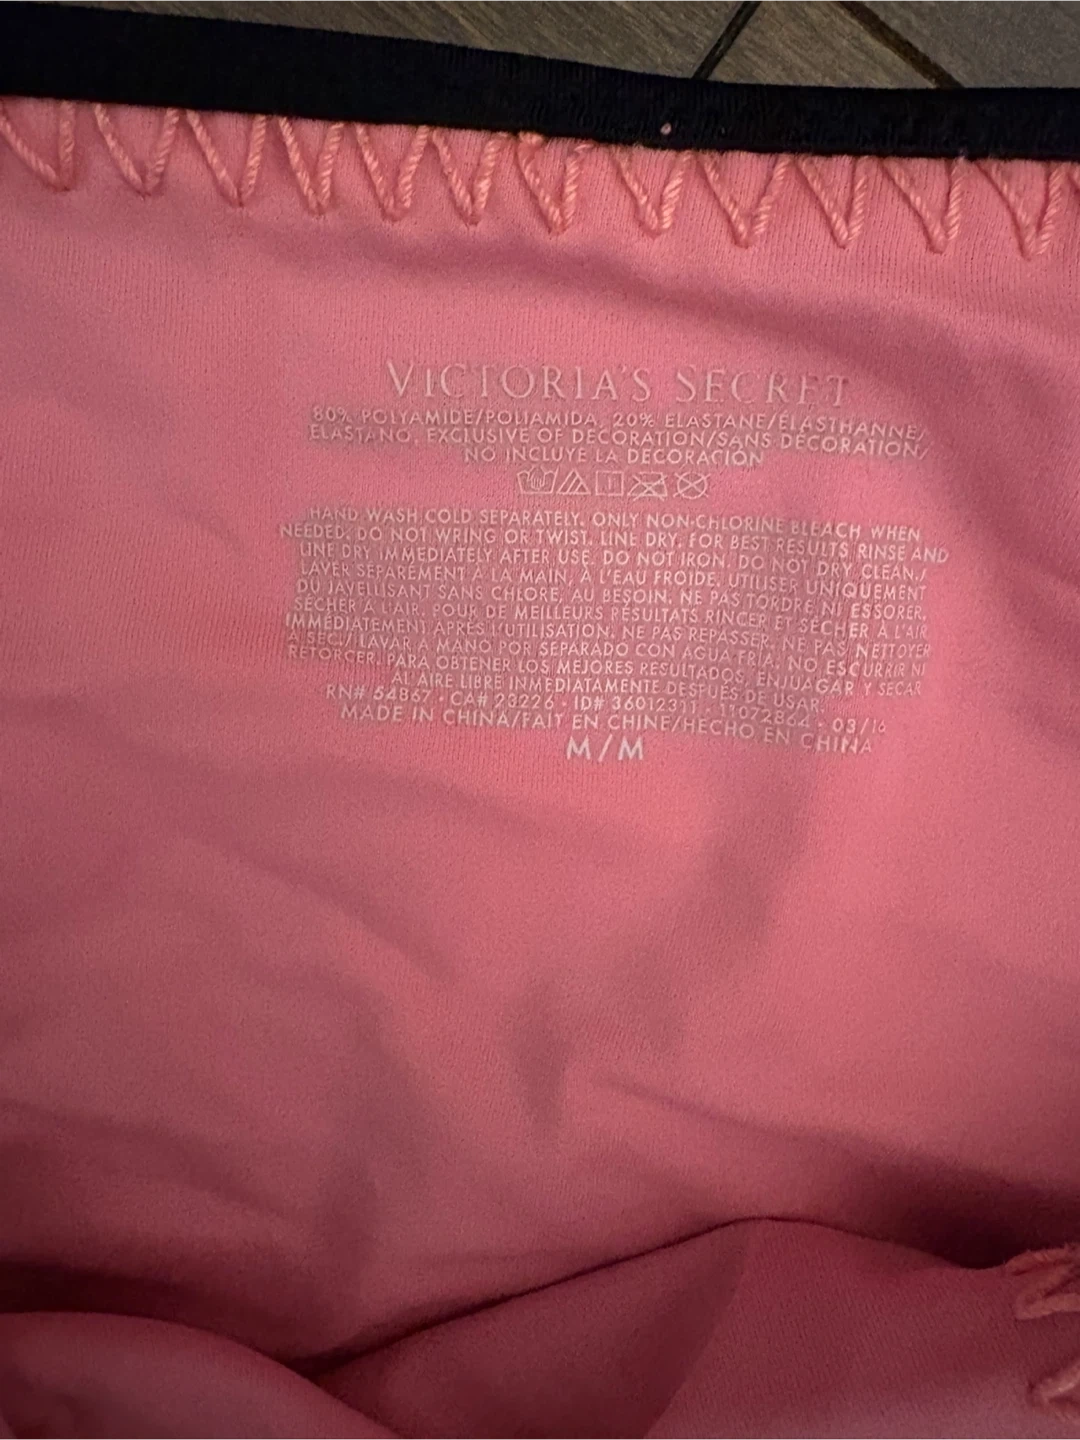 VICTORIA'S SECRET
80% POLYAMIDE/POLIAMIDA, 20% ELASTANE/ÉLASTHANNE/
ELASTANO. EXCLUSIVE OF DECORATION/SANS DÉCORATION/
NO INCLUYE LA DECORACIÓN
HAND WASH COLD SEPARATELY. ONLY NON-CHLORINE BLEACH WHEN
NEEDED. DO NOT WRING OR TWIST. LINE DRY. FOR BEST RESULTS RINSE AND
LINE DRY IMMEDIATELY AFTER USE. DO NOT IRON. DO NOT DRY CLEAN./
LAVER SÉPARÉMENT À LA MAIN, À L'EAU FROIDE. UTILISER UNIQUEMENT
DU JAVELLISANT SANS CHLORE, AU BESOIN. NE PAS TORDRE NI ESSORER.
SÉCHER À L'AIR. POUR DE MEILLEURS RÉSULTATS RINCER ET SÉCHER À L'AIR
IMMÉDIATEMENT APRÈS L'UTILISATION. NE PAS REPASSER. NE PAS NETTOYER
À SEC./ LAVAR A MANO POR SEPARADO CON AGUA FRÍA. NO ESCURRIR NI
RETORCER. PARA OBTENER LOS MEJORES RESULTADOS, ENJUAGAR Y SECAR
AL AIRE LIBRE INMEDIATAMENTE DESPUÉS DE USAR.
RN# 54867 · CA# 23226 · ID# 36012311 · 11072864 · 03/16
MADE IN CHINA/FAIT EN CHINE/HECHO EN CHINA
M/M